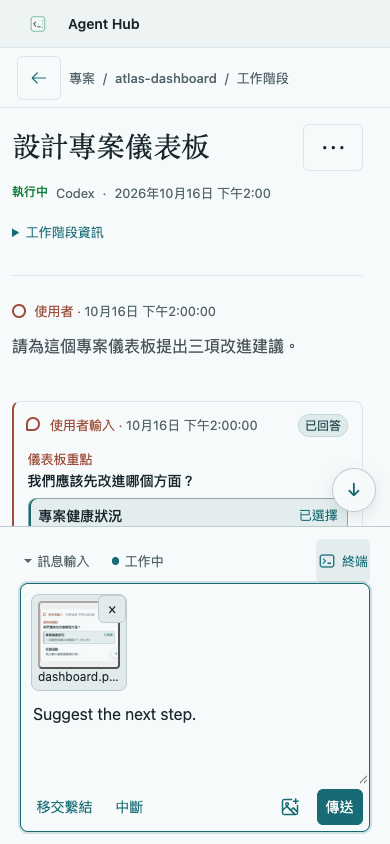 Agent Hub
專案 / atlas-dashboard / 工作階段
設計專案儀表板
執行中 Codex · 2026年10月16日 下午2:00
工作階段資訊
使用者 · 10月16日 下午2:00:00
請為這個專案儀表板提出三項改進建議。
使用者輸入 · 10月16日 下午2:00:00 已回答
儀表板重點
我們應該先改進哪個方面？
專案健康狀況 已選擇
訊息輸入 工作中 終端
dashboard.p...
Suggest the next step.
移交繫結 中斷 傳送